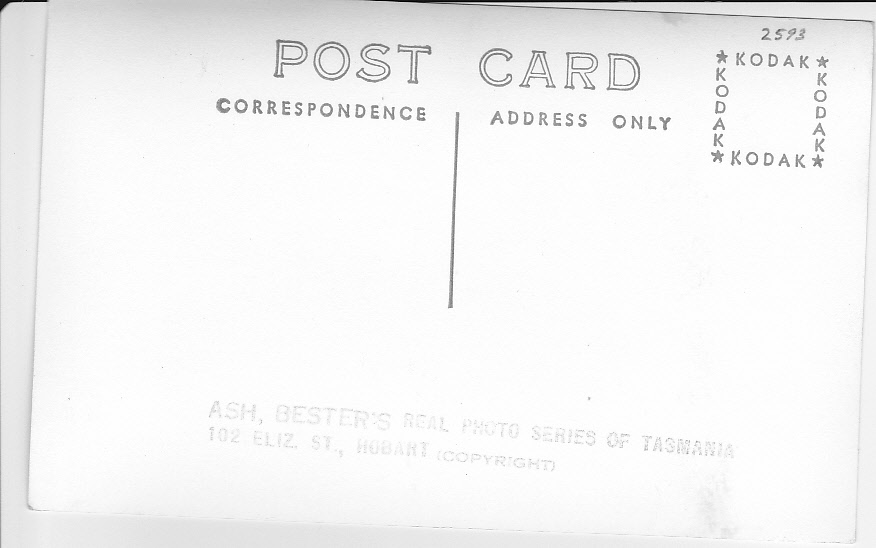 2593
POST CARD
CORRESPONDENCE
ADDRESS ONLY
★KODAK★
KODAK
KODAK
★KODAK★
ASH, BESTER'S REAL PHOTO SERIES OF TASMANIA
102 ELIZ. ST., HOBART (COPYRIGHT)